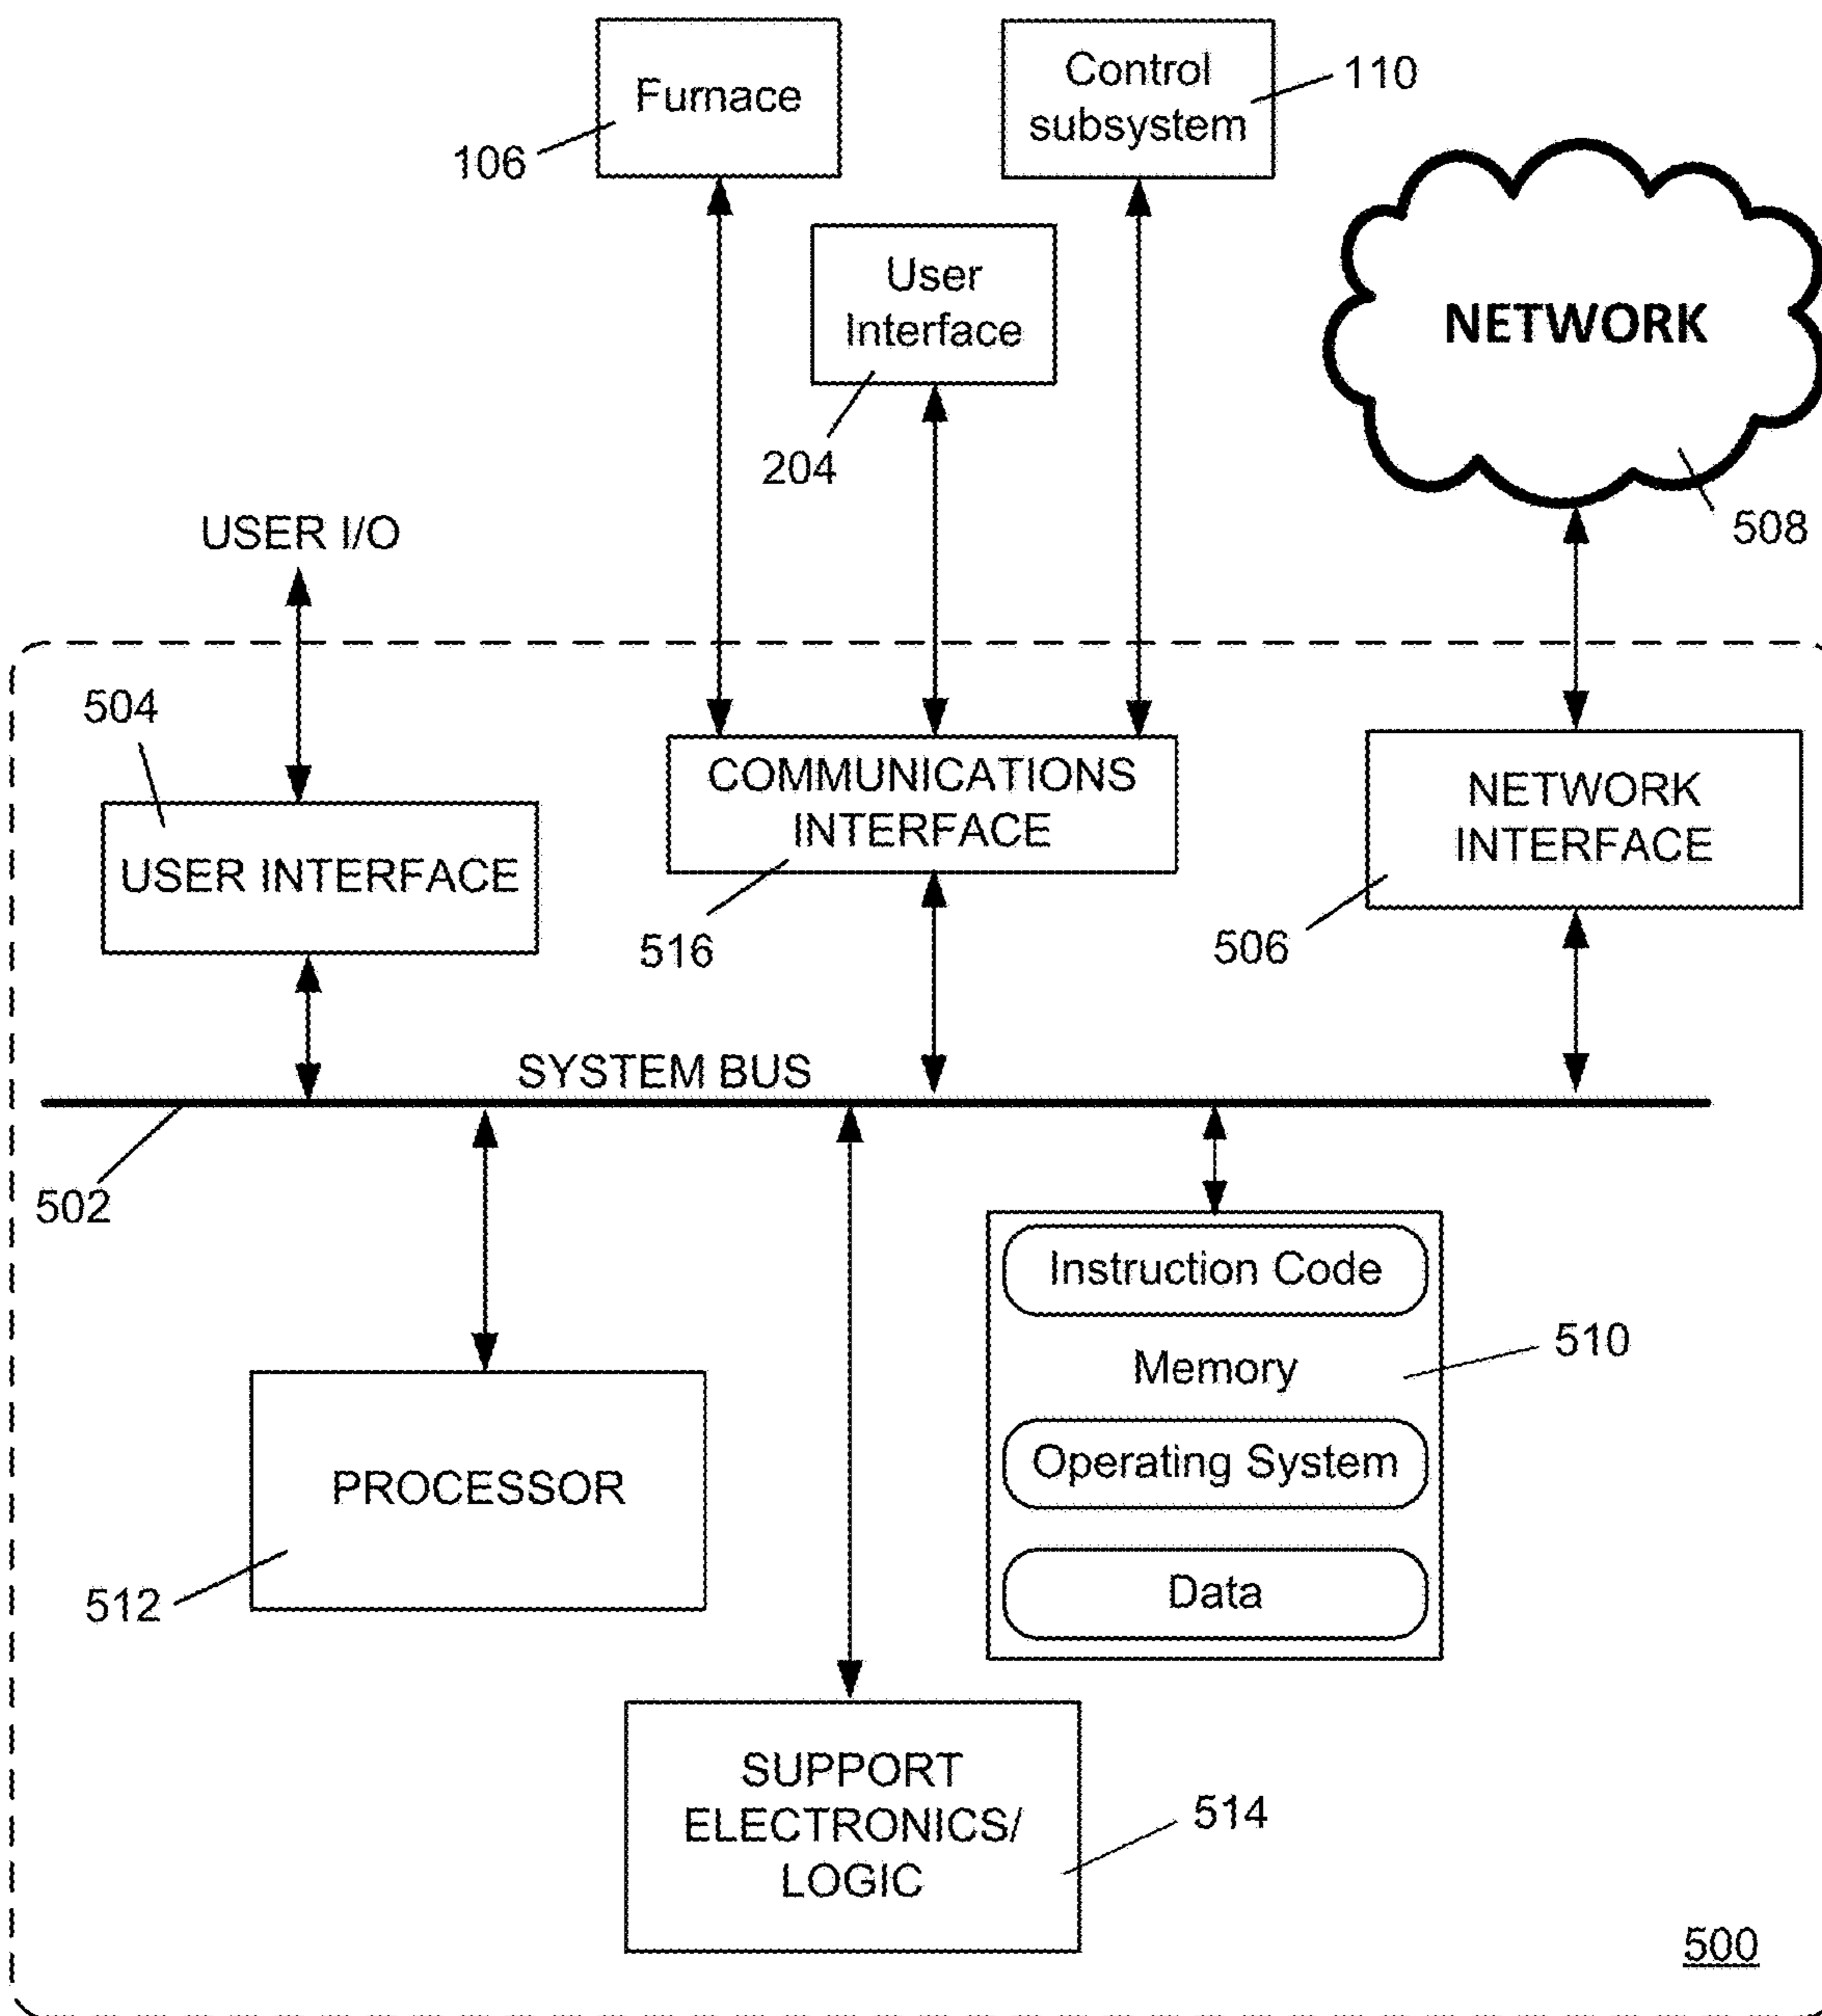 Furnace
106
Control
subsystem
110
User
Interface
204
NETWORK
508
USER I/O
504
USER INTERFACE
COMMUNICATIONS
INTERFACE
516
NETWORK
INTERFACE
506
SYSTEM BUS
502
Instruction Code
Memory
510
Operating System
Data
PROCESSOR
512
SUPPORT
ELECTRONICS/
LOGIC
514
500